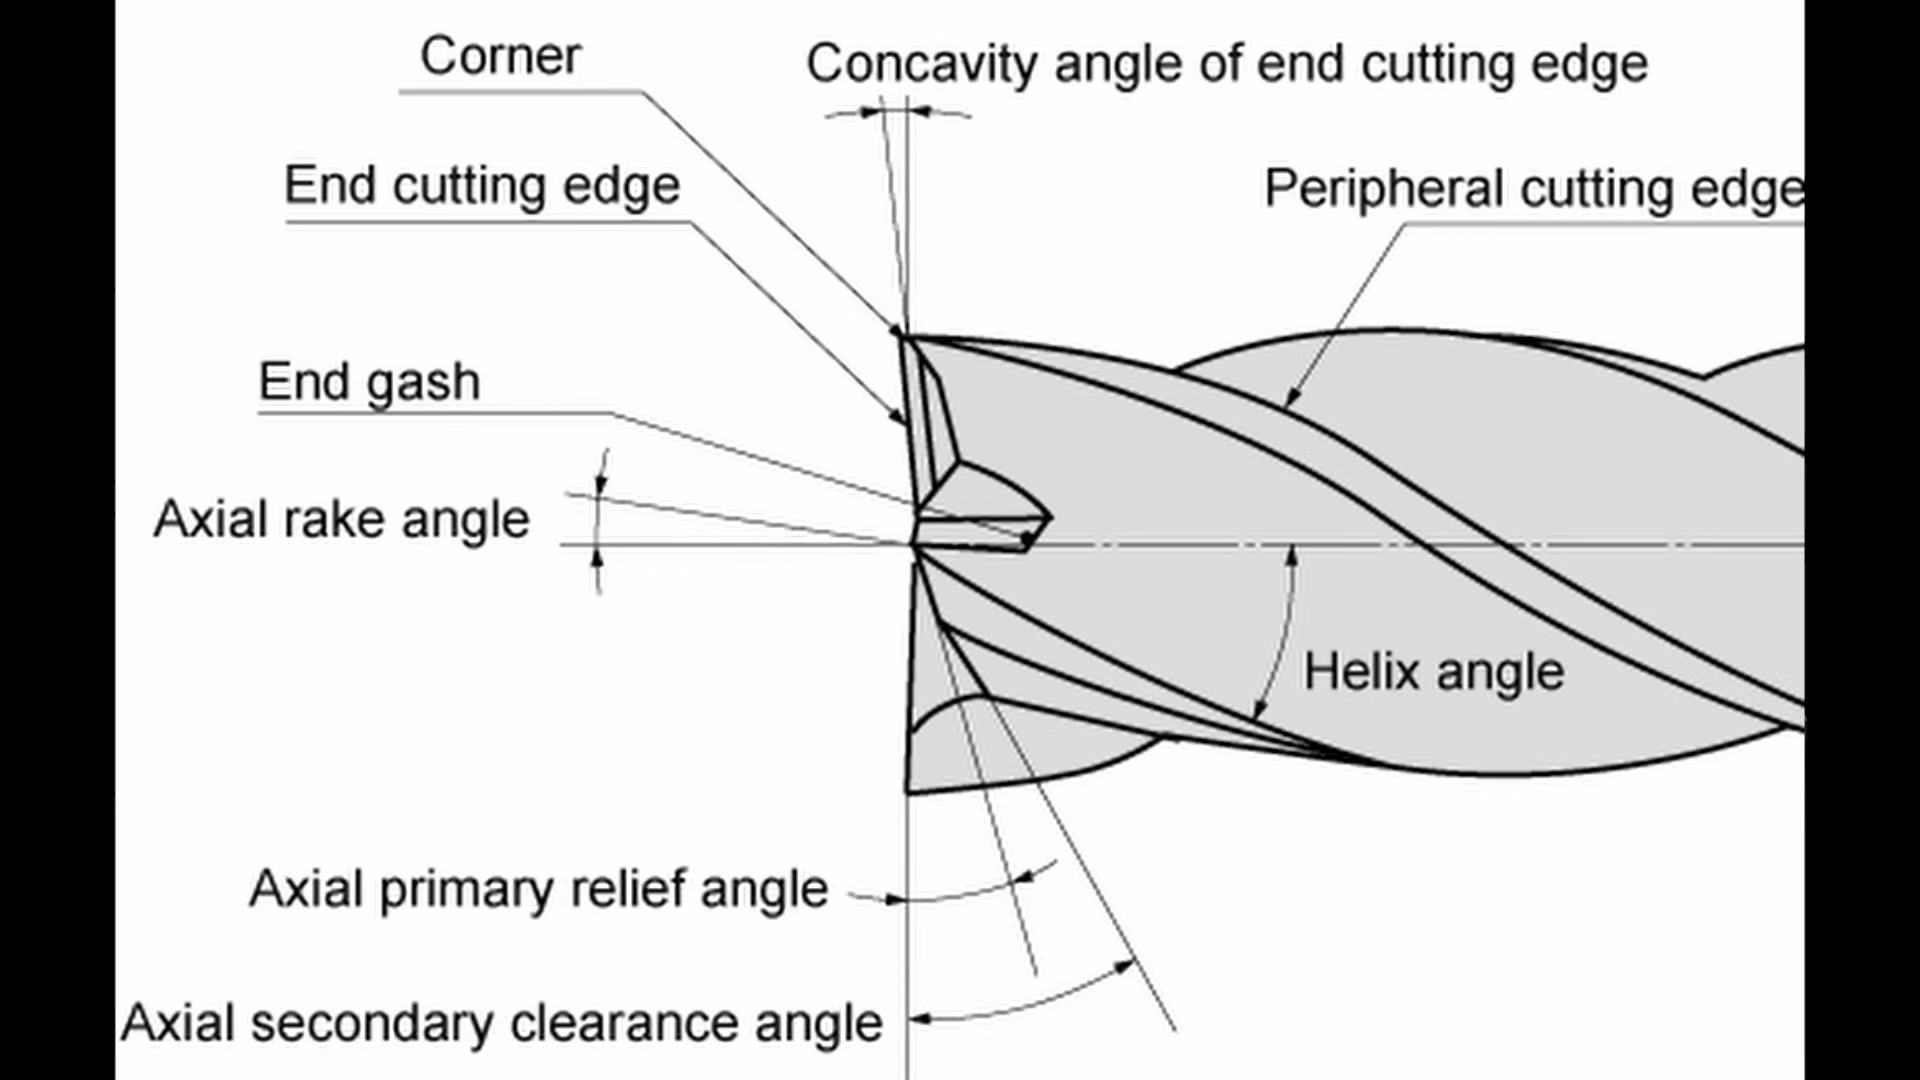 Corner
Concavity angle of end cutting edge
End cutting edge
Peripheral cutting edge
End gash
Axial rake angle
Helix angle
Axial primary relief angle
Axial secondary clearance angle